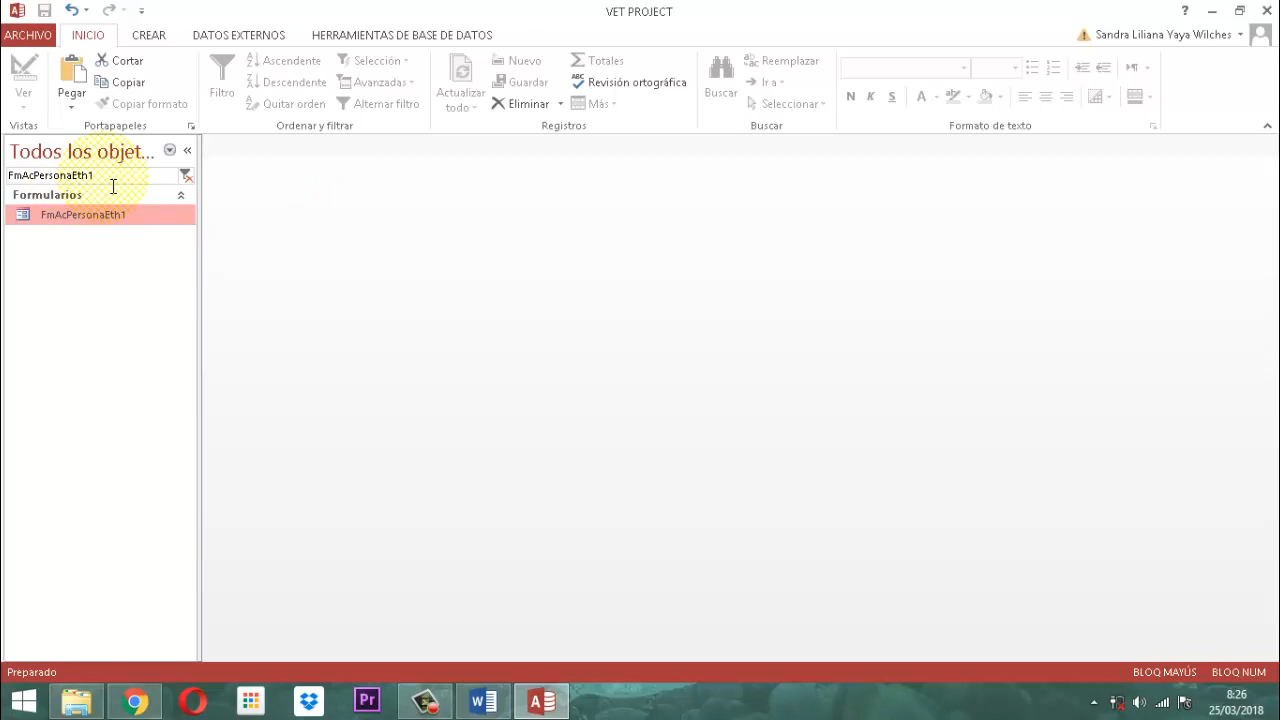 VET PROJECT
?
ARCHIVO INICIO CREAR DATOS EXTERNOS HERRAMIENTAS DE BASE DE DATOS Sandra Liliana Yaya Wilches
Ver
Vistas
Pegar
Cortar
Copiar
Copiar formato
Portapapeles
Filtro
Ascendente
Descendente
Quitar orden
Selección
Avanzadas
Alternar filtro
Ordenar y filtrar
Actualizar
todo
Nuevo
Guardar
Eliminar
Totales
Revisión ortográfica
Más
Registros
Buscar
Reemplazar
Ir a
Seleccionar
Buscar
N K S A
Formato de texto
Todos los objet...
FmAcPersonaEth1
Formularios
FmAcPersonaEth1
Preparado BLOQ MAYÚS BLOQ NUM
Pr
8:26
25/03/2018